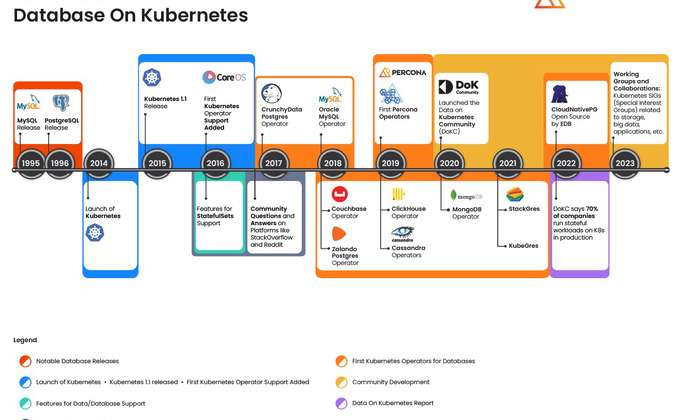 Database On Kubernetes
MySQL
MySQL
Release
PostgreSQL
Release
Kubernetes 1.1
Release
Core OS
First
Kubernetes
Operator
Support
Added
CrunchyData
Postgres
Operator
MySQL
Oracle
MySQL
Operator
PERCONA
First Percona
Operators
DoK
Community
Launched the
Data on
Kubernetes
Community
(DoKC)
CloudNativePG
Open Source
by EDB
Working
Groups and
Collaborations:
Kubernetes SIGs
(Special Interest
Groups) related
to storage,
big data,
applications, etc.
1995
1996
2014
2015
2016
2017
2018
2019
2020
2021
2022
2023
Launch of
Kubernetes
Features for
StatefulSets
Support
Community
Questions and
Answers on
Platforms like
StackOverflow
and Reddit
Couchbase
Operator
Zalando
Postgres
Operator
ClickHouse
Operator
cassandra
Cassandra
Operators
mongoDB
MongoDB
Operator
StackGres
KubeGres
DoKC says 70%
of companies
run stateful
workloads on K8s
in production
Legend
Notable Database Releases
Launch of Kubernetes • Kubernetes 1.1 released • First Kubernetes Operator Support Added
Features for Data/Database Support
First Kubernetes Operators for Databases
Community Development
Data On Kubernetes Report